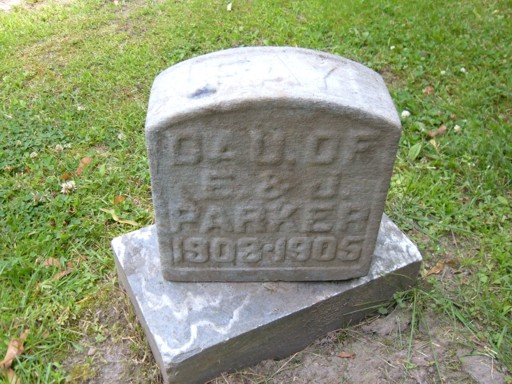 DAU. OF
E. & J.
PARKER
1903-1905